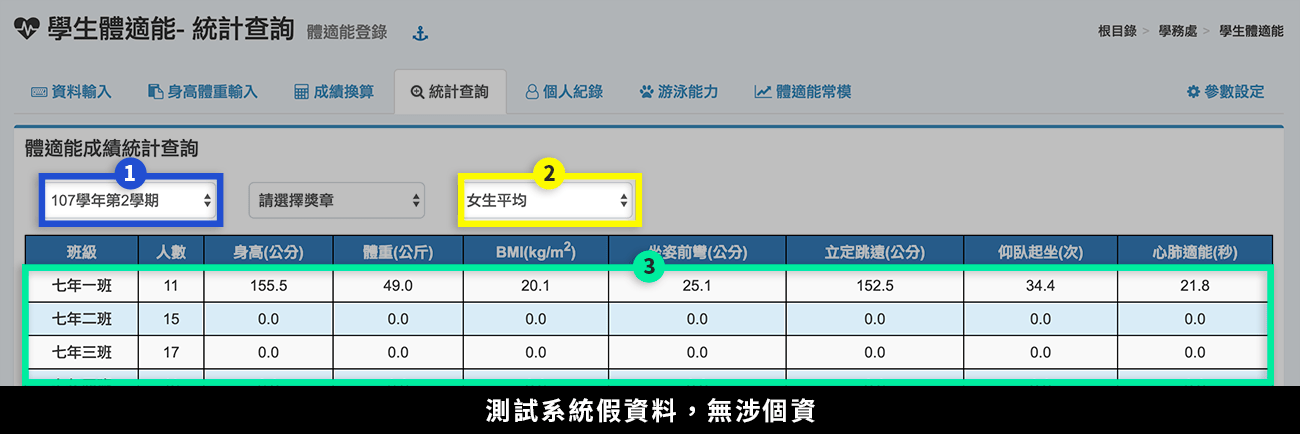 學生體適能- 統計查詢 體適能登錄 根目錄 > 學務處 > 學生體適能
資料輸入 身高體重輸入 成績換算 統計查詢 個人紀錄 游泳能力 體適能常模 參數設定
體適能成績統計查詢
1 2
107學年第2學期 請選擇獎章 女生平均
班級 人數 身高(公分) 體重(公斤) BMI(kg/m²) 坐姿前彎(公分) 立定跳遠(公分) 仰臥起坐(次) 心肺適能(秒)
3
七年一班 11 155.5 49.0 20.1 25.1 152.5 34.4 21.8
七年二班 15 0.0 0.0 0.0 0.0 0.0 0.0 0.0
七年三班 17 0.0 0.0 0.0 0.0 0.0 0.0 0.0
測試系統假資料，無涉個資